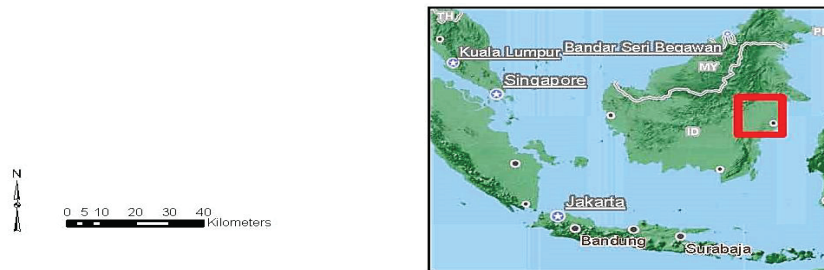 N
0 5 10 20 30 40
Kilometers
TH
Kuala Lumpur
Bandar Seri Begawan
MY
Singapore
ID
Jakarta
Bandung
Surabaja